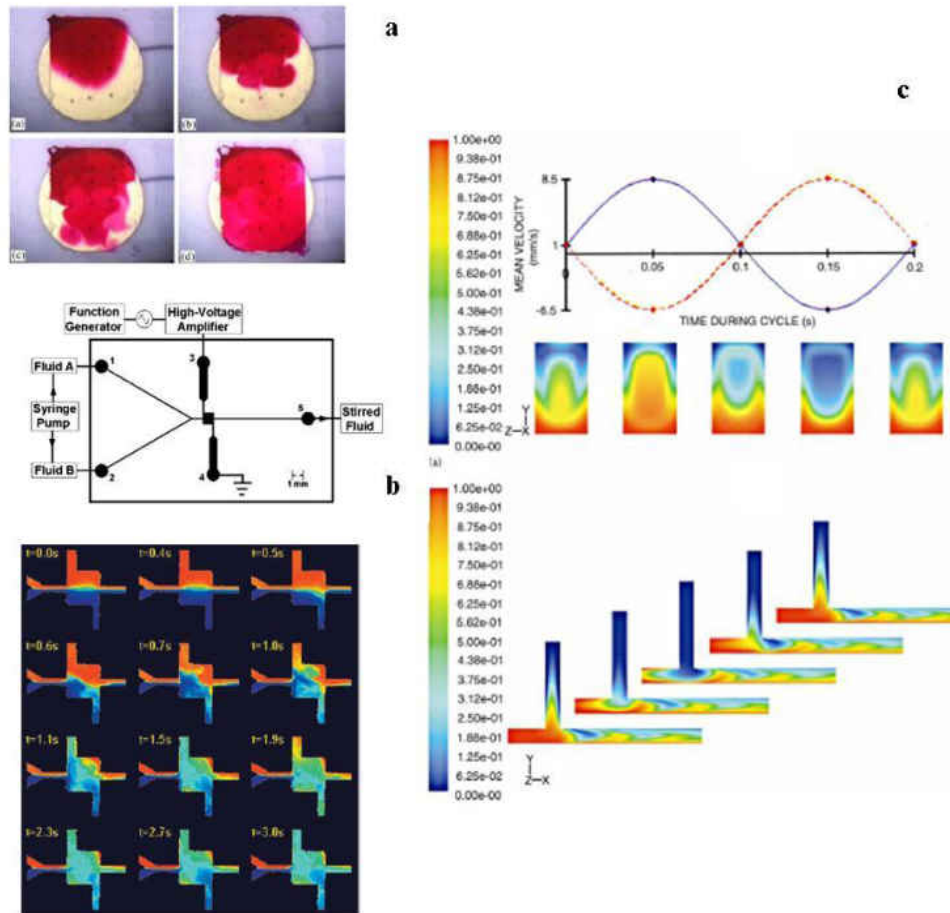 a
(a)
(b)
(c)
(d)
Function
Generator
High-Voltage
Amplifier
Fluid A
Syringe
Pump
Fluid B
1
2
3
4
5
Stirred
Fluid
1 mm
b
t=0.0s
t=0.4s
t=0.5s
t=0.6s
t=0.7s
t=1.0s
t=1.1s
t=1.5s
t=1.9s
t=2.3s
t=2.7s
t=3.0s
c
1.00e+00
9.38e-01
8.75e-01
8.12e-01
7.50e-01
6.88e-01
6.25e-01
5.62e-01
5.00e-01
4.38e-01
3.75e-01
3.12e-01
2.50e-01
1.88e-01
1.25e-01
6.25e-02
0.00e+00
MEAN VELOCITY
(mm/s)
8.5
1
-6.5
0
0.05
0.1
0.15
0.2
TIME DURING CYCLE (s)
Y
Z X
(a)
1.00e+00
9.38e-01
8.75e-01
8.12e-01
7.50e-01
6.88e-01
6.25e-01
5.62e-01
5.00e-01
4.38e-01
3.75e-01
3.12e-01
2.50e-01
1.88e-01
1.25e-01
6.25e-02
0.00e+00
Y
Z X